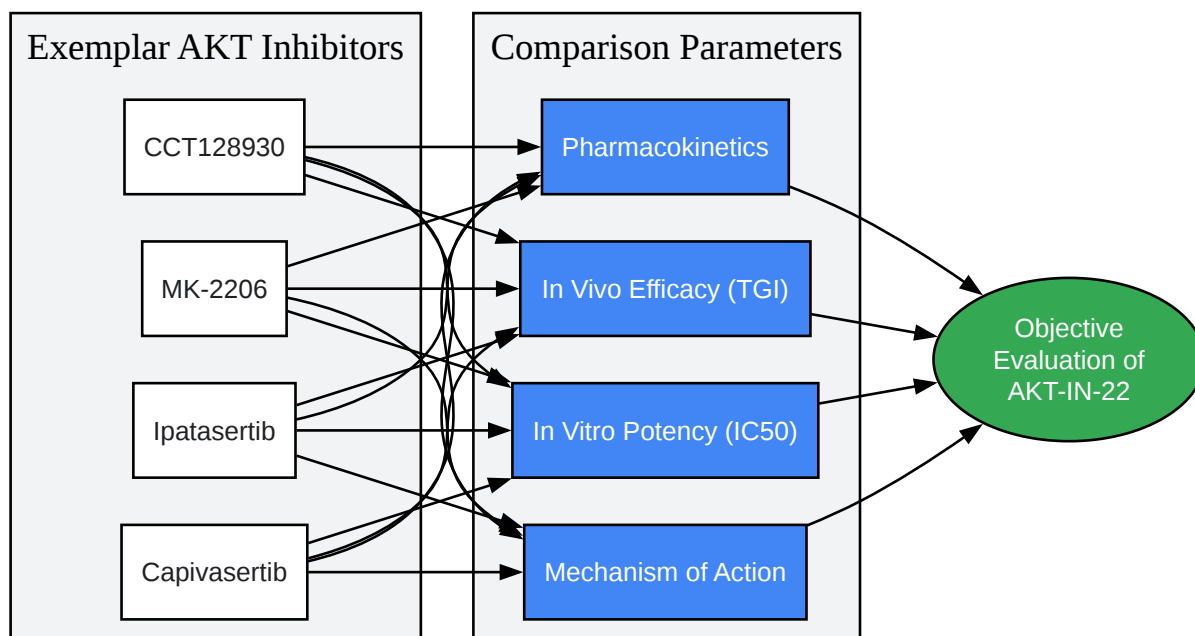 Exemplar AKT Inhibitors
CCT128930
MK-2206
Ipatasertib
Capivasertib
Comparison Parameters
Pharmacokinetics
In Vivo Efficacy (TGI)
In Vitro Potency (IC50)
Mechanism of Action
Objective
Evaluation of
AKT-IN-22